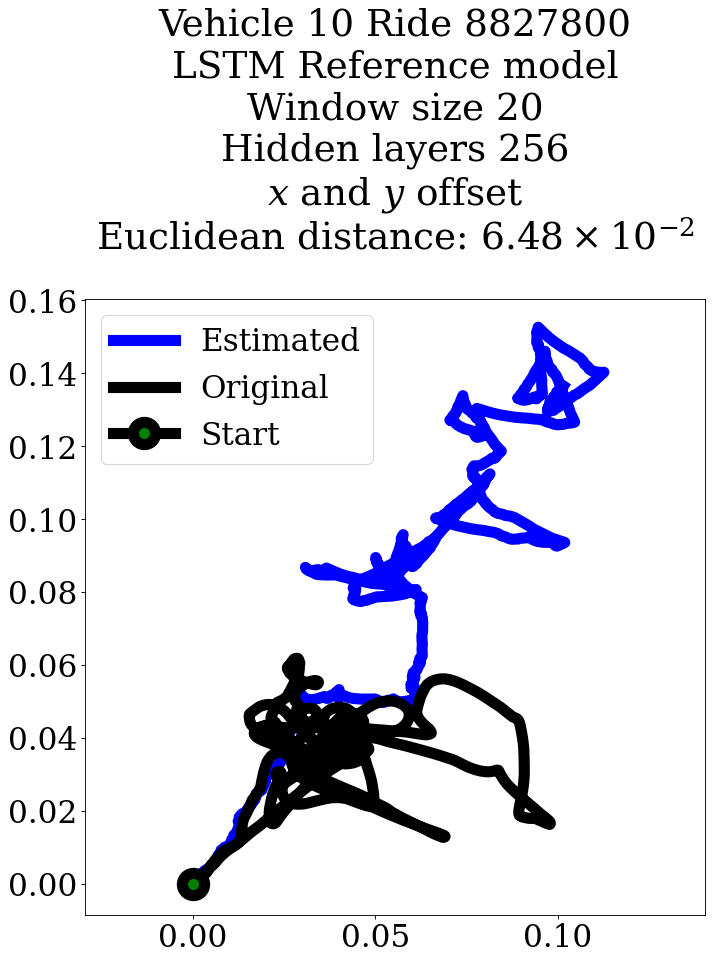 Vehicle 10 Ride 8827800
LSTM Reference model
Window size 20
Hidden layers 256
x and y offset
Euclidean distance: 6.48 × 10⁻²
0.16
0.14
0.12
0.10
0.08
0.06
0.04
0.02
0.00
Estimated
Original
Start
0.00 0.05 0.10